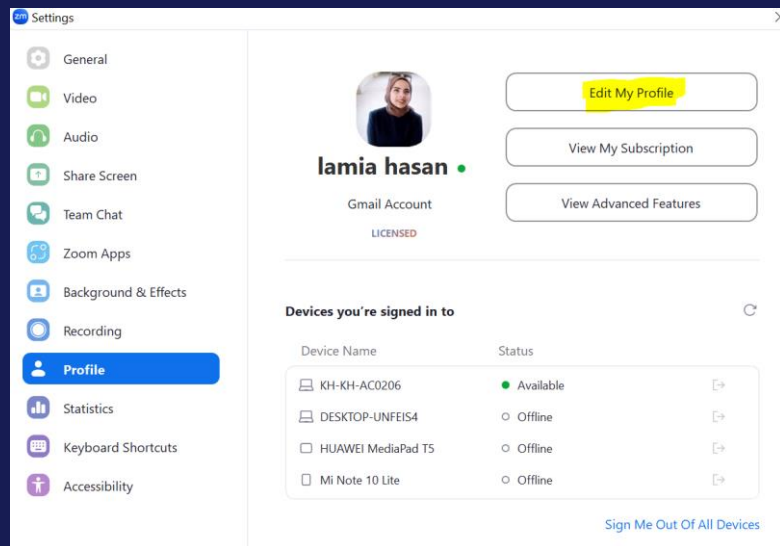 zm Settings
General
Video
Audio
Share Screen
Team Chat
Zoom Apps
Background & Effects
Recording
Profile
Statistics
Keyboard Shortcuts
Accessibility
lamia hasan
Gmail Account
LICENSED
Edit My Profile
View My Subscription
View Advanced Features
Devices you're signed in to
Device Name Status
KH-KH-AC0206 Available
DESKTOP-UNFEIS4 Offline
HUAWEI MediaPad T5 Offline
Mi Note 10 Lite Offline
Sign Me Out Of All Devices